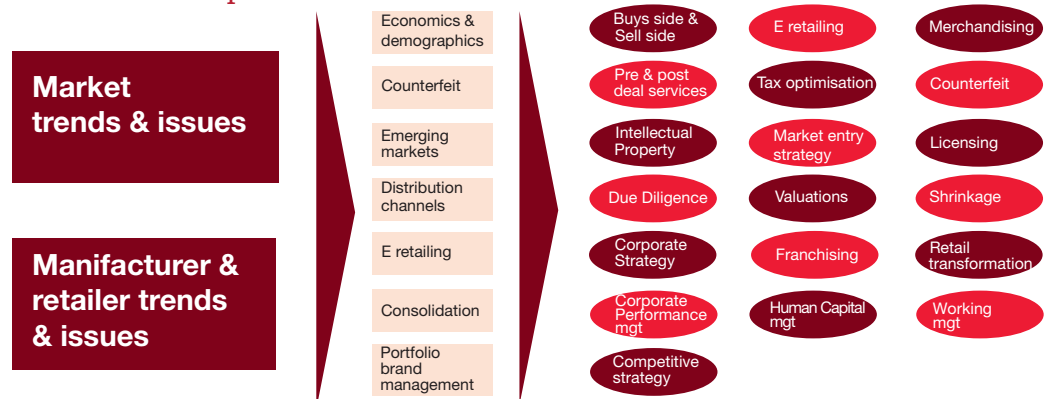 Market
trends & issues
Manifacturer &
retailer trends
& issues
Economics &
demographics
Counterfeit
Emerging
markets
Distribution
channels
E retailing
Consolidation
Portfolio
brand
management
Buys side &
Sell side
Pre & post
deal services
Intellectual
Property
Due Diligence
Corporate
Strategy
Corporate
Performance
mgt
Competitive
strategy
E retailing
Tax optimisation
Market entry
strategy
Valuations
Franchising
Human Capital
mgt
Merchandising
Counterfeit
Licensing
Shrinkage
Retail
transformation
Working
mgt